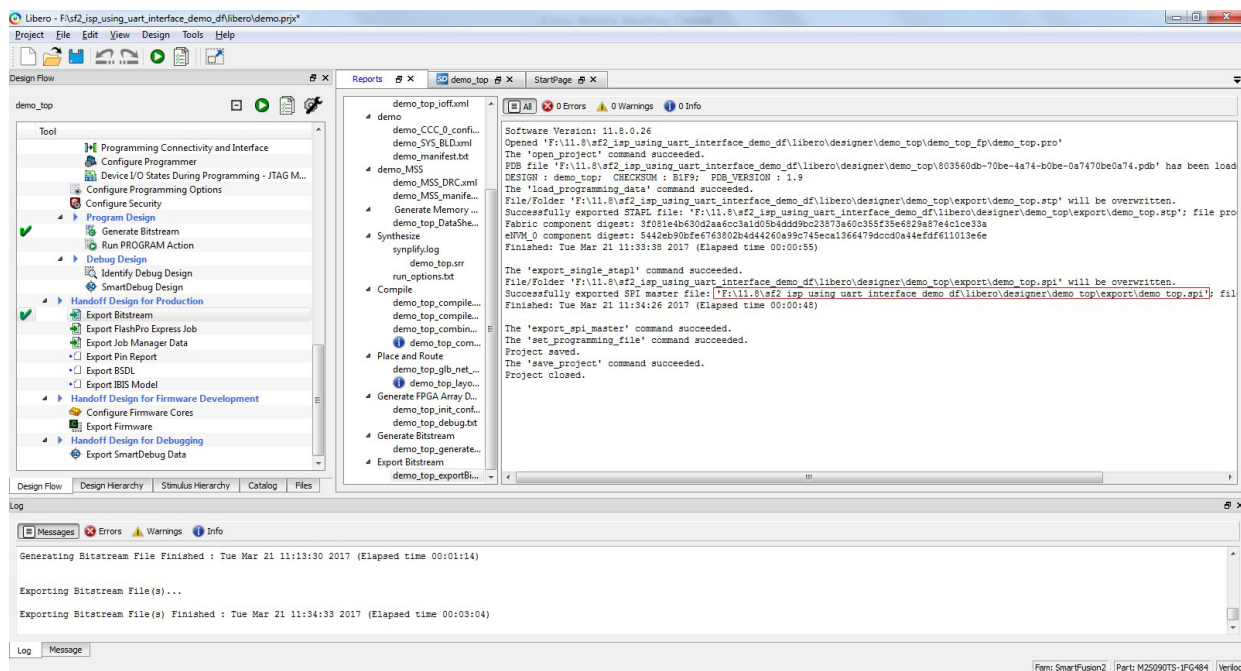 Libero - F:\sf2_isp_using_uart_interface_demo_df\libero\demo.prjx*
Project File Edit View Design Tools Help
Design Flow
demo_top
Tool
Programming Connectivity and Interface
Configure Programmer
Device I/O States During Programming - JTAG M...
Configure Programming Options
Configure Security
Program Design
Generate Bitstream
Run PROGRAM Action
Debug Design
Identify Debug Design
SmartDebug Design
Handoff Design for Production
Export Bitstream
Export FlashPro Express Job
Export Job Manager Data
Export Pin Report
Export BSDL
Export IBIS Model
Handoff Design for Firmware Development
Configure Firmware Cores
Export Firmware
Handoff Design for Debugging
Export SmartDebug Data
Design Flow Design Hierarchy Stimulus Hierarchy Catalog Files
Reports demo_top StartPage
demo_top_ioff.xml
demo
demo_CCC_0_confi...
demo_SYS_BLD.xml
demo_manifest.txt
demo_MSS
demo_MSS_DRC.xml
demo_MSS_manife...
Generate Memory ...
demo_top_DataShe...
Synthesize
synplify.log
demo_top.srr
run_options.txt
Compile
demo_top_compile....
demo_top_compile...
demo_top_combin...
demo_top_com...
Place and Route
demo_top_glb_net_...
demo_top_layo...
Generate FPGA Array D...
demo_top_init_conf...
demo_top_debug.txt
Generate Bitstream
demo_top_generate...
Export Bitstream
demo_top_exportBi...
All 0 Errors 0 Warnings 0 Info
Software Version: 11.8.0.26
Opened 'F:\11.8\sf2_isp_using_uart_interface_demo_df\libero\designer\demo_top\demo_top_fp\demo_top.pro'
The 'open_project' command succeeded.
PDB file 'F:\11.8\sf2_isp_using_uart_interface_demo_df\libero\designer\demo_top\803560db-70be-4a74-b0be-0a7470be0a74.pdb' has been load
DESIGN : demo_top; CHECKSUM : B1F9; PDB_VERSION : 1.9
The 'load_programming_data' command succeeded.
File/Folder 'F:\11.8\sf2_isp_using_uart_interface_demo_df\libero\designer\demo_top\export\demo_top.stp' will be overwritten.
Successfully exported STAPL file: 'F:\11.8\sf2_isp_using_uart_interface_demo_df\libero\designer\demo_top\export\demo_top.stp'; file pro
Fabric component digest: 3f081e4b630d2aa6cc3a1d05b4ddd9bc23873a60c355f35e6829a87e4c1ce33a
eNVM_0 component digest: 5442eb90bfe6763802b4d44260a99c745eca1366479dccd0a44efdf611013e6e
Finished: Tue Mar 21 11:33:38 2017 (Elapsed time 00:00:55)
The 'export_single_stapl' command succeeded.
File/Folder 'F:\11.8\sf2_isp_using_uart_interface_demo_df\libero\designer\demo_top\export\demo_top.spi' will be overwritten.
Successfully exported SPI master file: 'F:\11.8\sf2_isp_using_uart_interface_demo_df\libero\designer\demo_top\export\demo_top.spi'; fil
Finished: Tue Mar 21 11:34:26 2017 (Elapsed time 00:00:48)
The 'export_spi_master' command succeeded.
The 'set_programming_file' command succeeded.
Project saved.
The 'save_project' command succeeded.
Project closed.
Log
Messages Errors Warnings Info
Generating Bitstream File Finished : Tue Mar 21 11:13:30 2017 (Elapsed time 00:01:14)
Exporting Bitstream File(s)...
Exporting Bitstream File(s) Finished : Tue Mar 21 11:34:33 2017 (Elapsed time 00:03:04)
Log Message
Fam: SmartFusion2 Part: M2S090TS-1FG484 Verilog